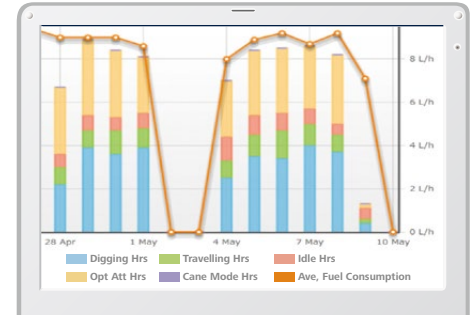 8 L/h
6 L/h
4 L/h
2 L/h
0 L/h
28 Apr 1 May 4 May 7 May 10 May
Digging Hrs Travelling Hrs Idle Hrs
Opt Att Hrs Cane Mode Hrs Ave, Fuel Consumption